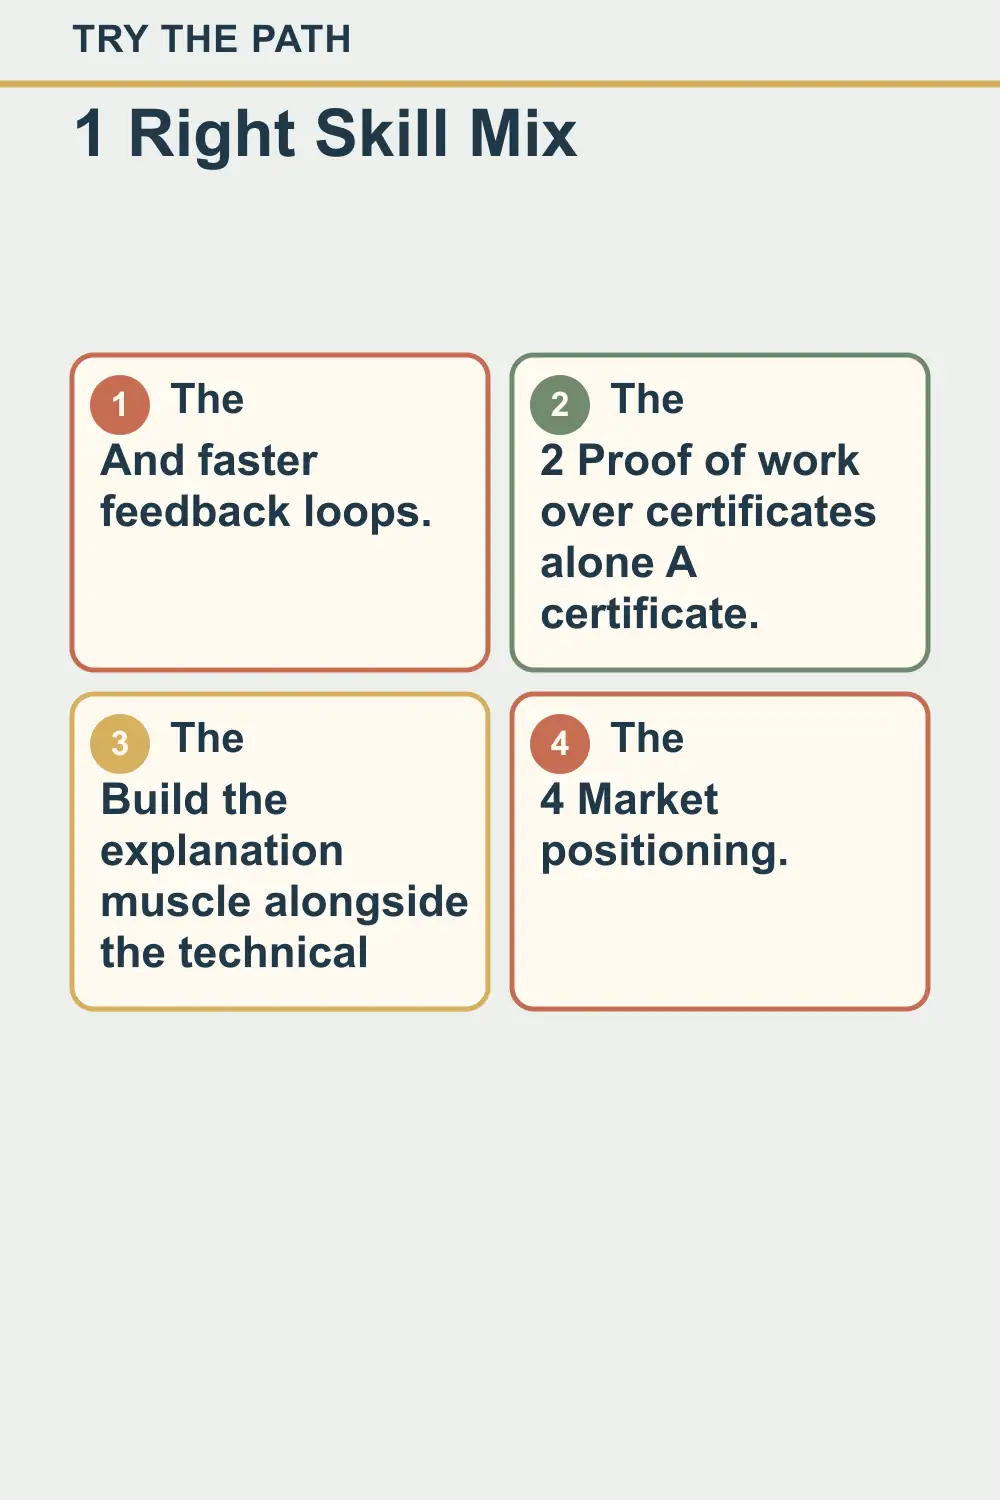 TRY THE PATH
1 Right Skill Mix
1 The
And faster
feedback loops.
2 The
2 Proof of work
over certificates
alone A
certificate.
3 The
Build the
explanation
muscle alongside
the technical
4 The
4 Market
positioning.